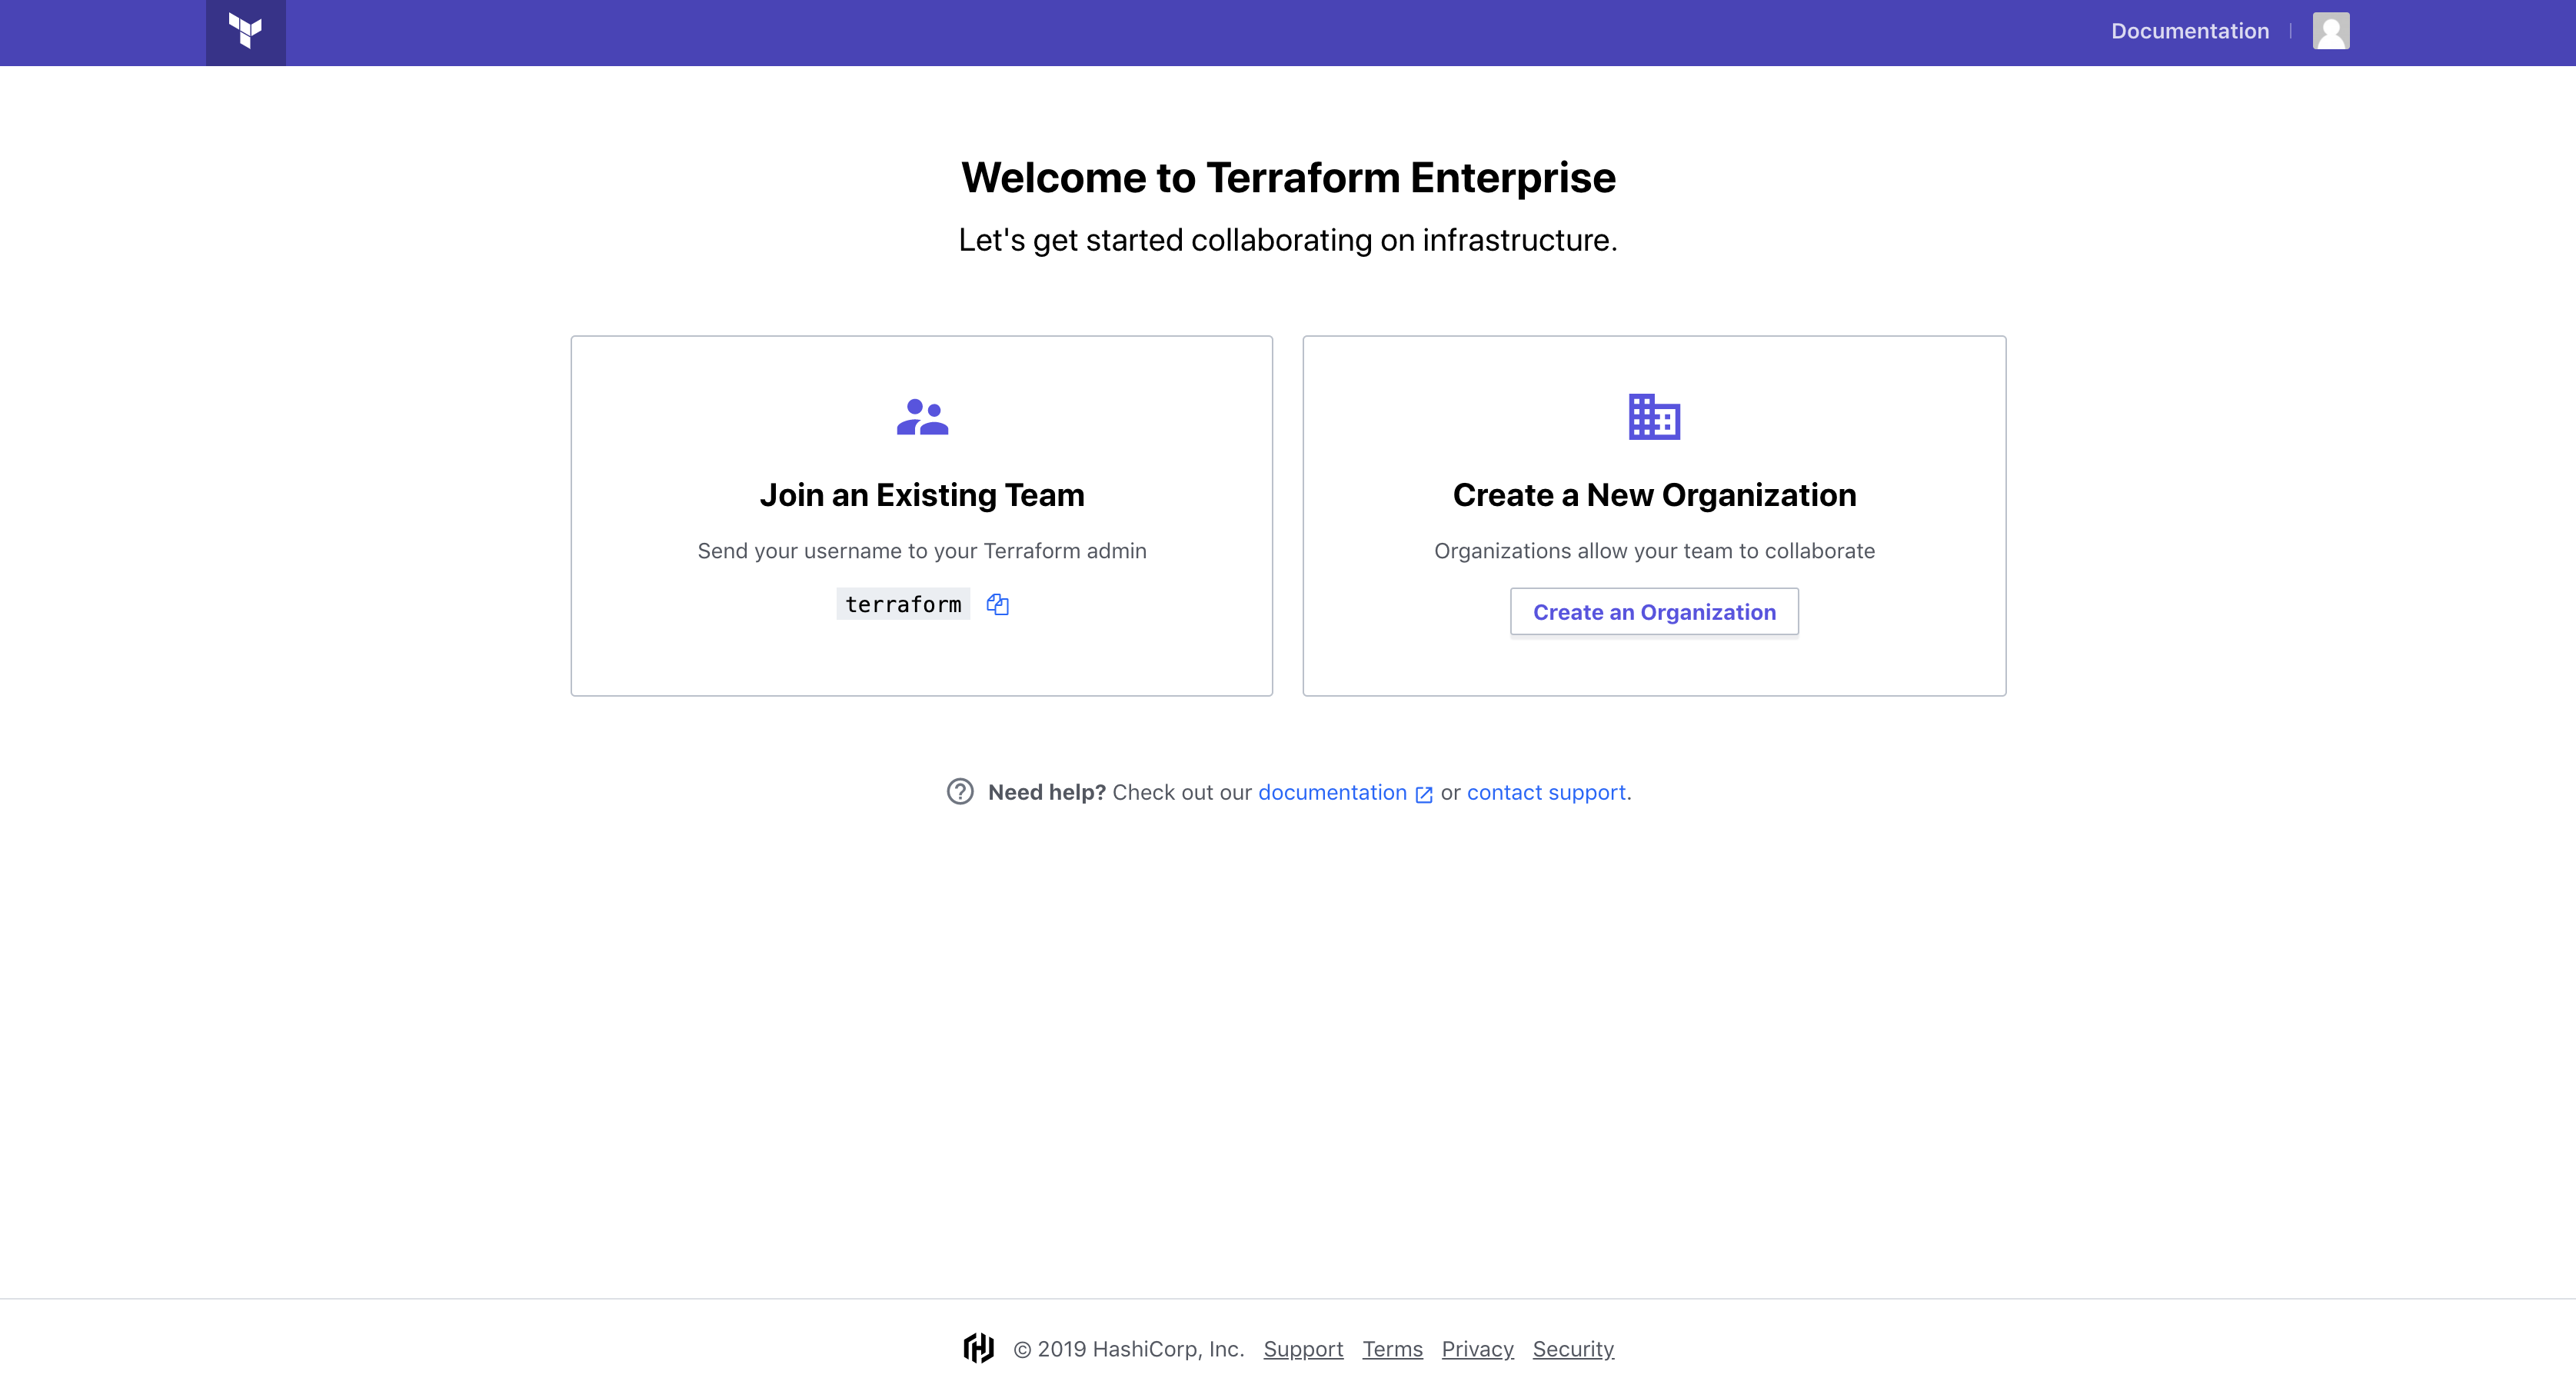 Documentation
Welcome to Terraform Enterprise
Let's get started collaborating on infrastructure.
Join an Existing Team
Send your username to your Terraform admin
terraform
Create a New Organization
Organizations allow your team to collaborate
Create an Organization
Need help? Check out our documentation or contact support.
© 2019 HashiCorp, Inc. Support Terms Privacy Security